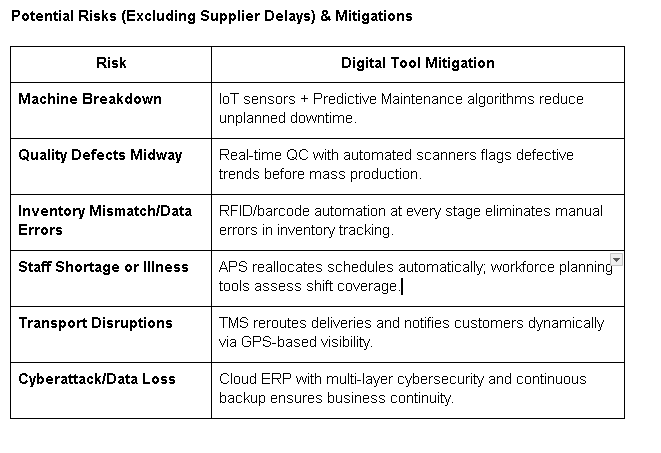 Potential Risks (Excluding Supplier Delays) & Mitigations
Risk
Digital Tool Mitigation
Machine Breakdown
IoT sensors + Predictive Maintenance algorithms reduce
unplanned downtime.
Quality Defects Midway
Real-time QC with automated scanners flags defective
trends before mass production.
Inventory Mismatch/Data
Errors
RFID/barcode automation at every stage eliminates manual
errors in inventory tracking.
Staff Shortage or Illness
APS reallocates schedules automatically; workforce planning
tools assess shift coverage.
Transport Disruptions
TMS reroutes deliveries and notifies customers dynamically
via GPS-based visibility.
Cyberattack/Data Loss
Cloud ERP with multi-layer cybersecurity and continuous
backup ensures business continuity.